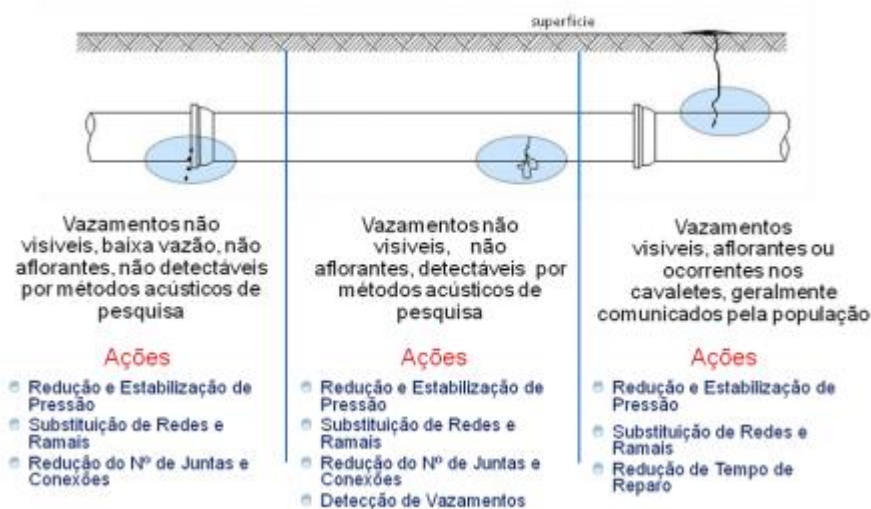 superfície
Vazamentos não
visíveis, baixa vazão, não
aflorantes, não detectáveis
por métodos acústicos de
pesquisa
Ações
Redução e Estabilização de
Pressão
Substituição de Redes e
Ramais
Redução do Nº de Juntas e
Conexões
Vazamentos não
visíveis, não
aflorantes, detectáveis por
métodos acústicos de
pesquisa
Ações
Redução e Estabilização de
Pressão
Substituição de Redes e
Ramais
Redução do Nº de Juntas e
Conexões
Detecção de Vazamentos
Vazamentos
visíveis, aflorantes ou
ocorrentes nos
cavaletes, geralmente
comunicados pela população
Ações
Redução e Estabilização de
Pressão
Substituição de Redes e
Ramais
Redução de Tempo de
Reparo